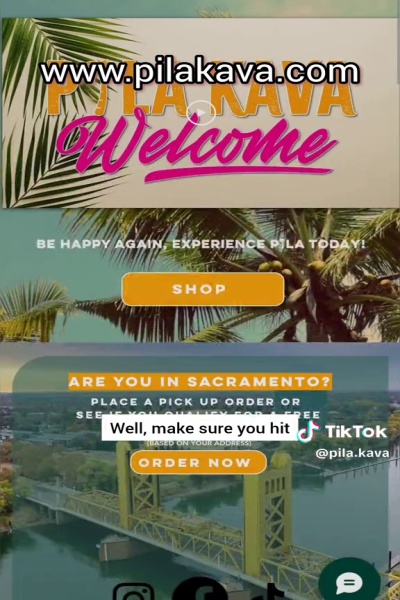 www.pilakava.com
PILA KAVA
Welcome
BE HAPPY AGAIN, EXPERIENCE PILA TODAY!
SHOP
ARE YOU IN SACRAMENTO?
PLACE A PICK UP ORDER OR
SEE IF YOU QUALIFY FOR A FREE
Well, make sure you hit
TikTok
(BASED ON YOUR ADDRESS)
@pila.kava
ORDER NOW